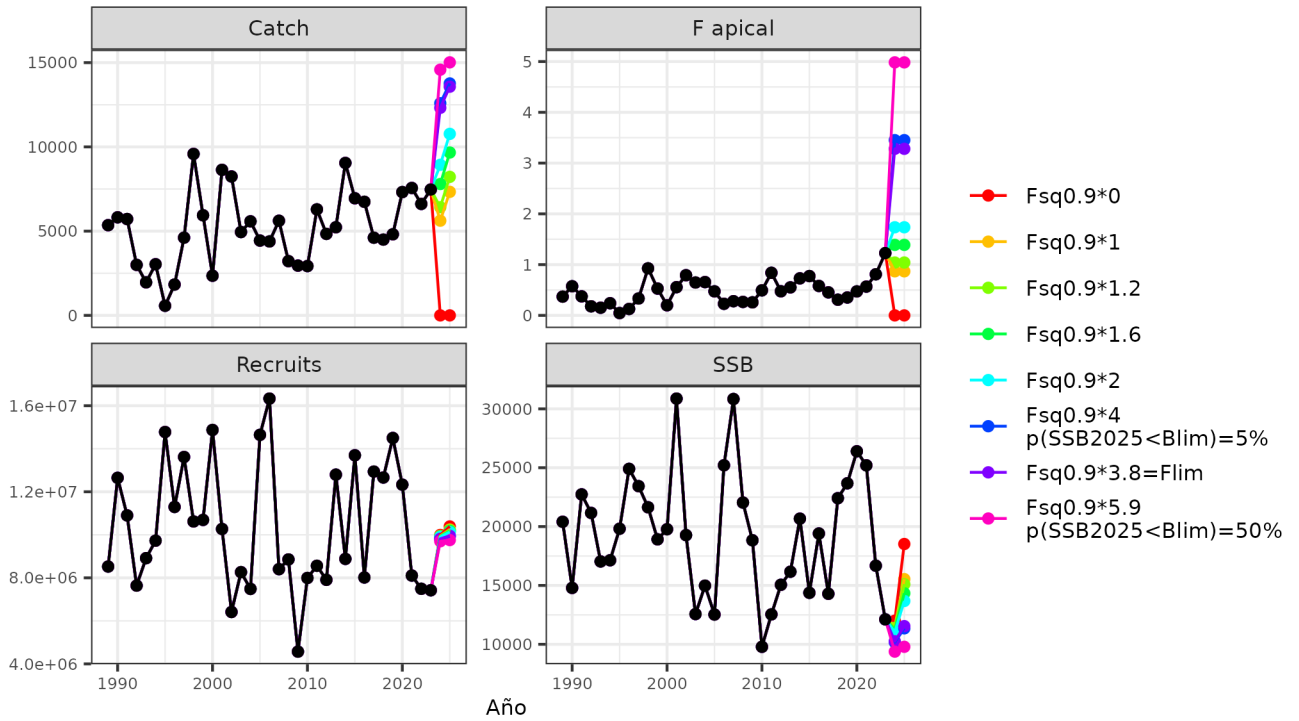 Catch
F apical
15000
10000
5000
0
5
4
3
2
1
0
Recruits
SSB
1.6e+07
1.2e+07
8.0e+06
4.0e+06
30000
25000
20000
15000
10000
1990
2000
2010
2020
1990
2000
2010
2020
Año
Fsq0.9*0
Fsq0.9*1
Fsq0.9*1.2
Fsq0.9*1.6
Fsq0.9*2
Fsq0.9*4
p(SSB2025<Blim)=5%
Fsq0.9*3.8=Flim
Fsq0.9*5.9
p(SSB2025<Blim)=50%